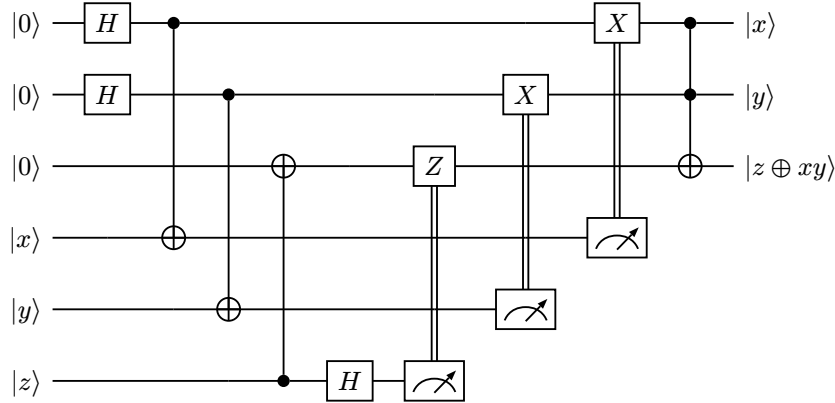 |0⟩ H X |x⟩
|0⟩ H X |y⟩
|0⟩ Z |z ⊕ xy⟩
|x⟩
|y⟩
|z⟩ H